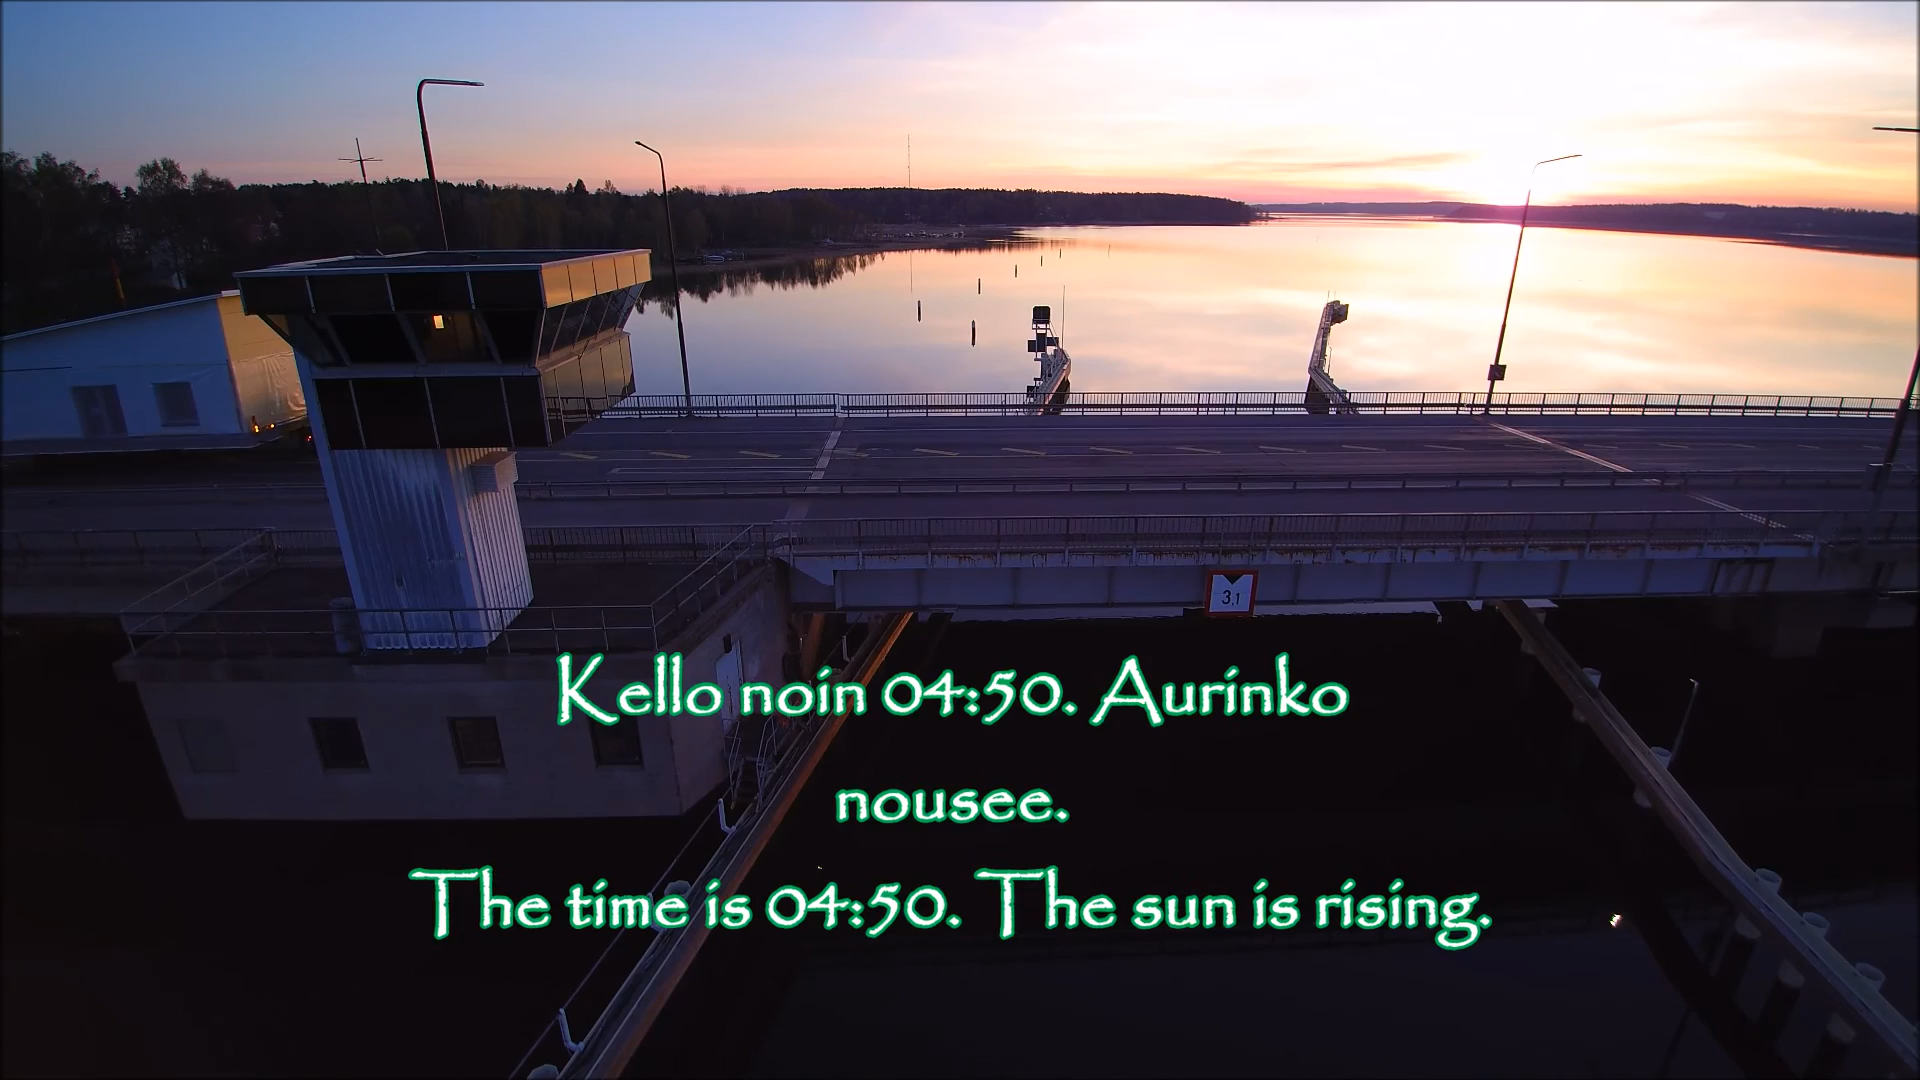 3,1
Kello noin 04:50. Aurinko
nousee.
The time is 04:50. The sun is rising.